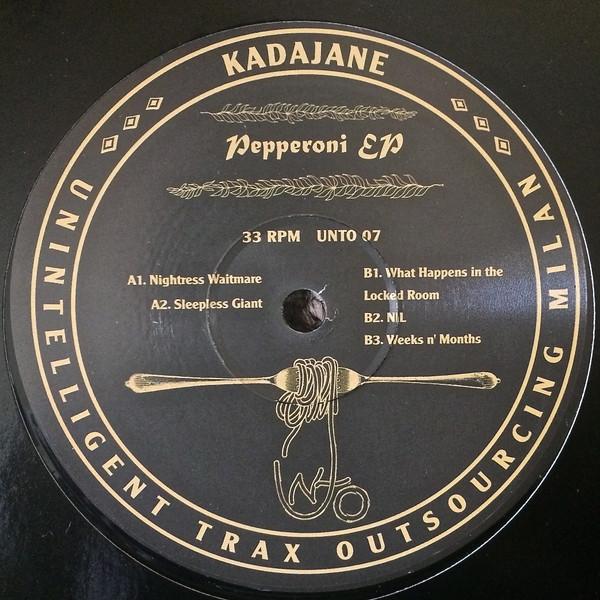 KADAJANE
Pepperoni EP
33 RPM UNTO 07
A1. Nightress Waitmare
A2. Sleepless Giant
B1. What Happens in the
Locked Room
B2. NIL
B3. Weeks n' Months
UNTO
UNINTELLIGENT TRAX OUTSOURCING MILAN